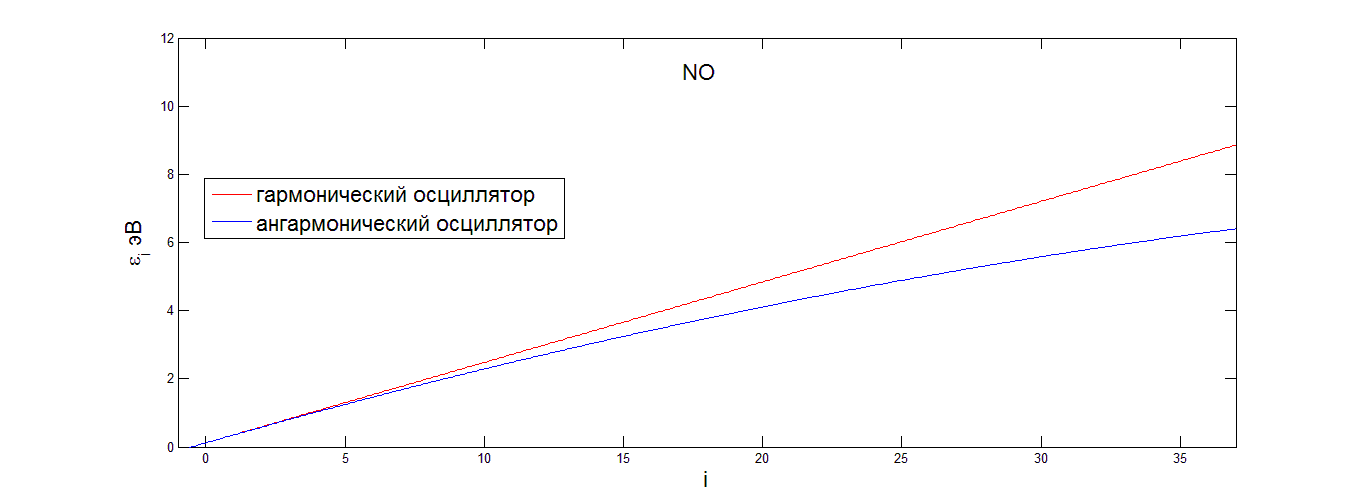 NO
гармонический осциллятор
ангармонический осциллятор
εi эВ
12
10
8
6
4
2
0
0 5 10 15 20 25 30 35
i